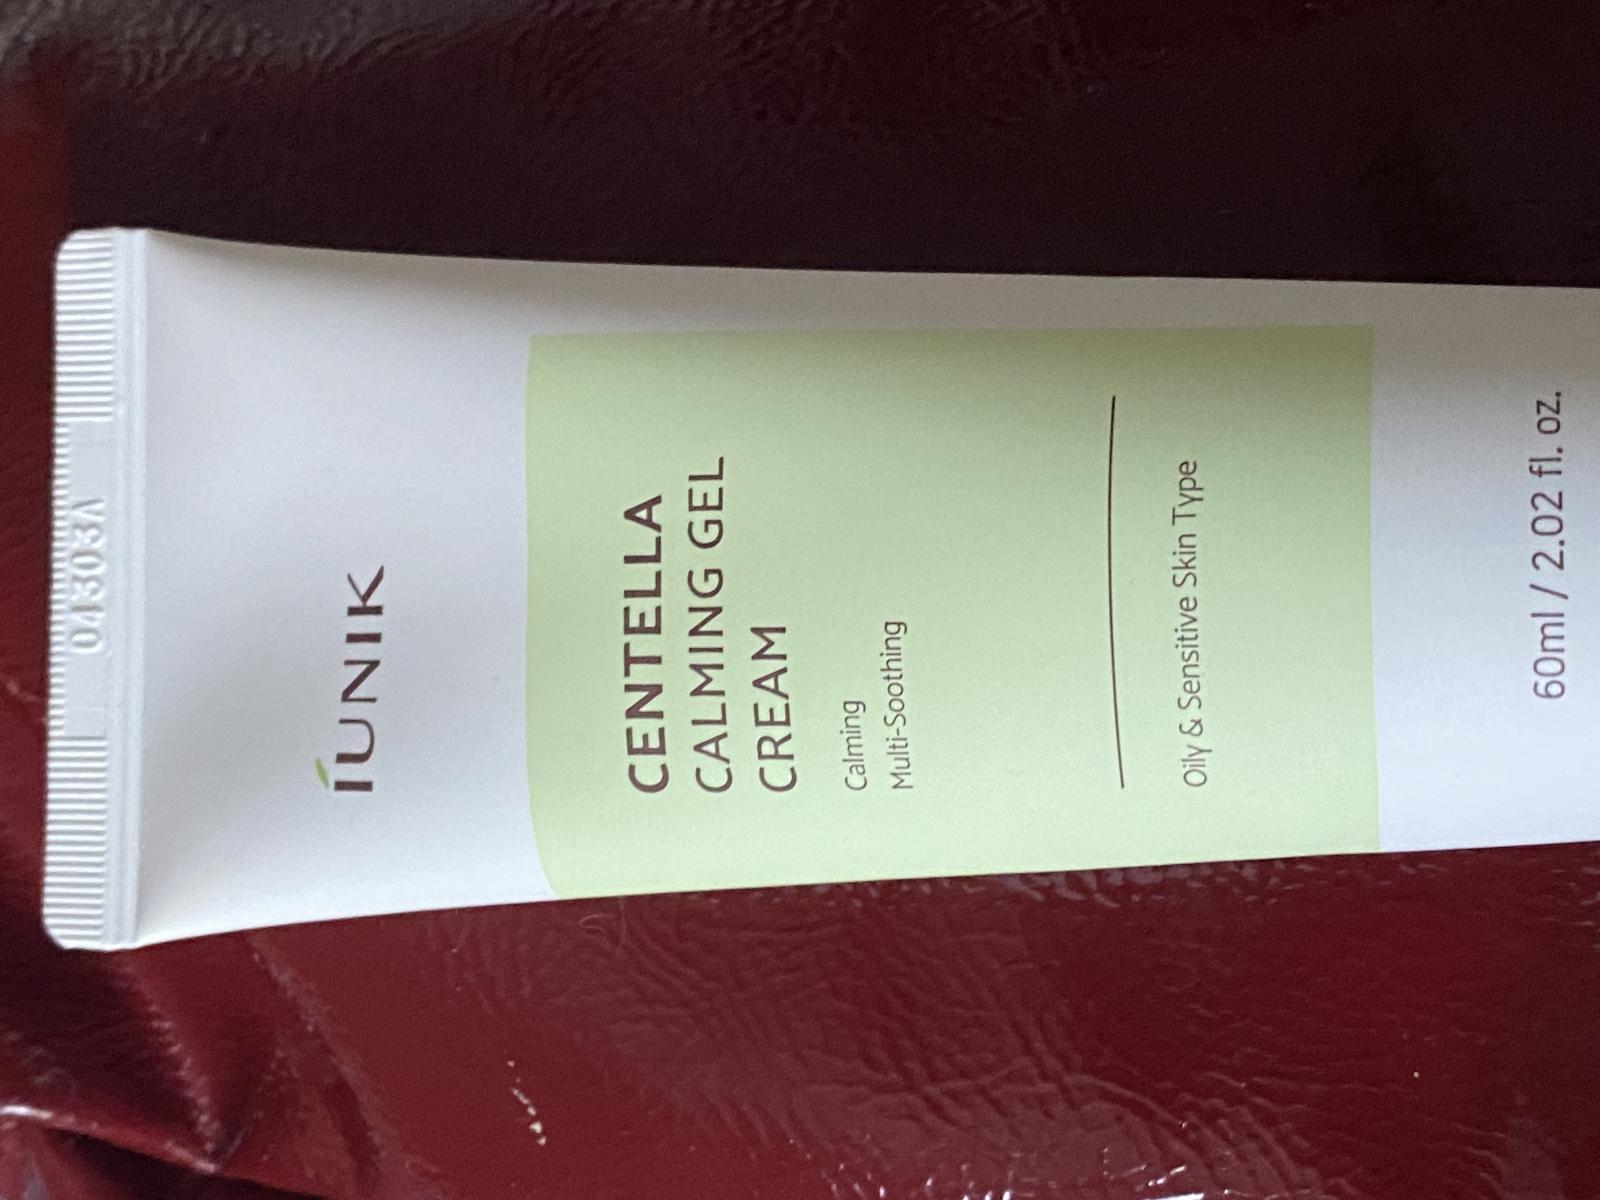 04303A
IUNIK
CENTELLA
CALMING GEL
CREAM
Calming
Multi-Soothing
Oily & Sensitive Skin Type
60ml / 2.02 fl. oz.